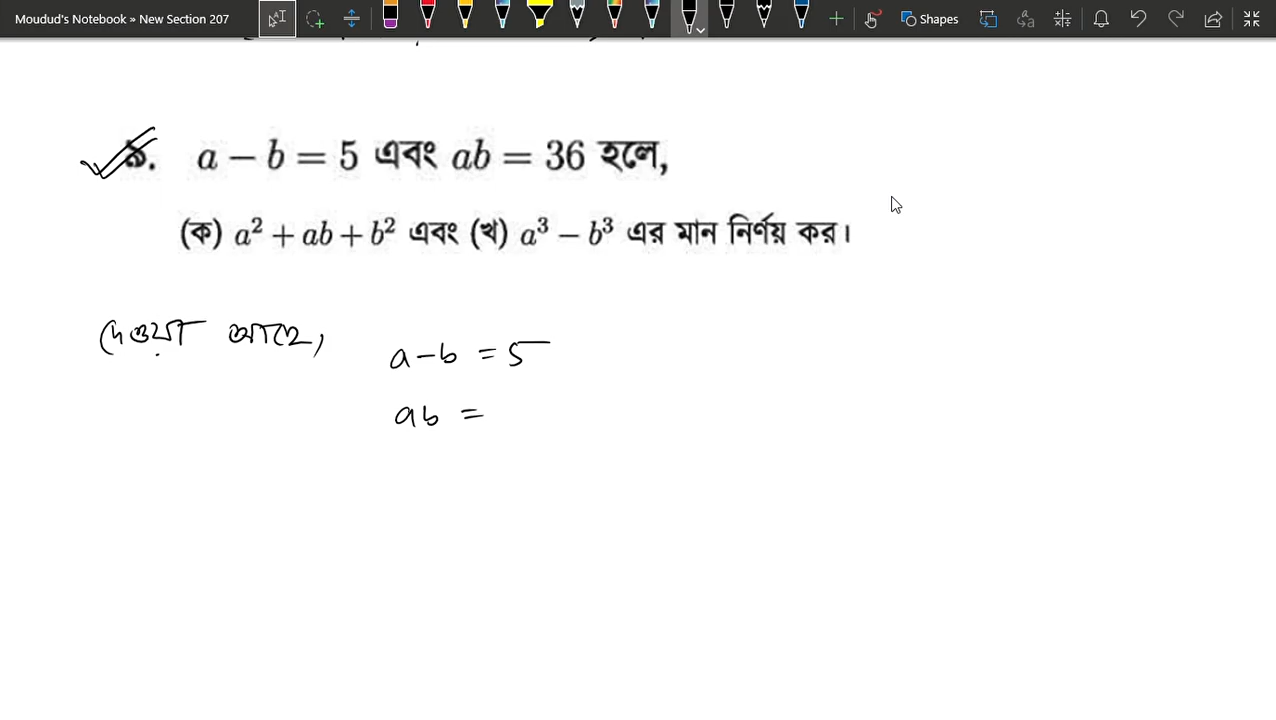 Moudud's Notebook » New Section 207
Shapes
৯. a − b = 5 এবং ab = 36 হলে,
(ক) a² + ab + b² এবং (খ) a³ − b³ এর মান নির্ণয় কর।
দেওয়া আছে,
a - b = 5
ab =